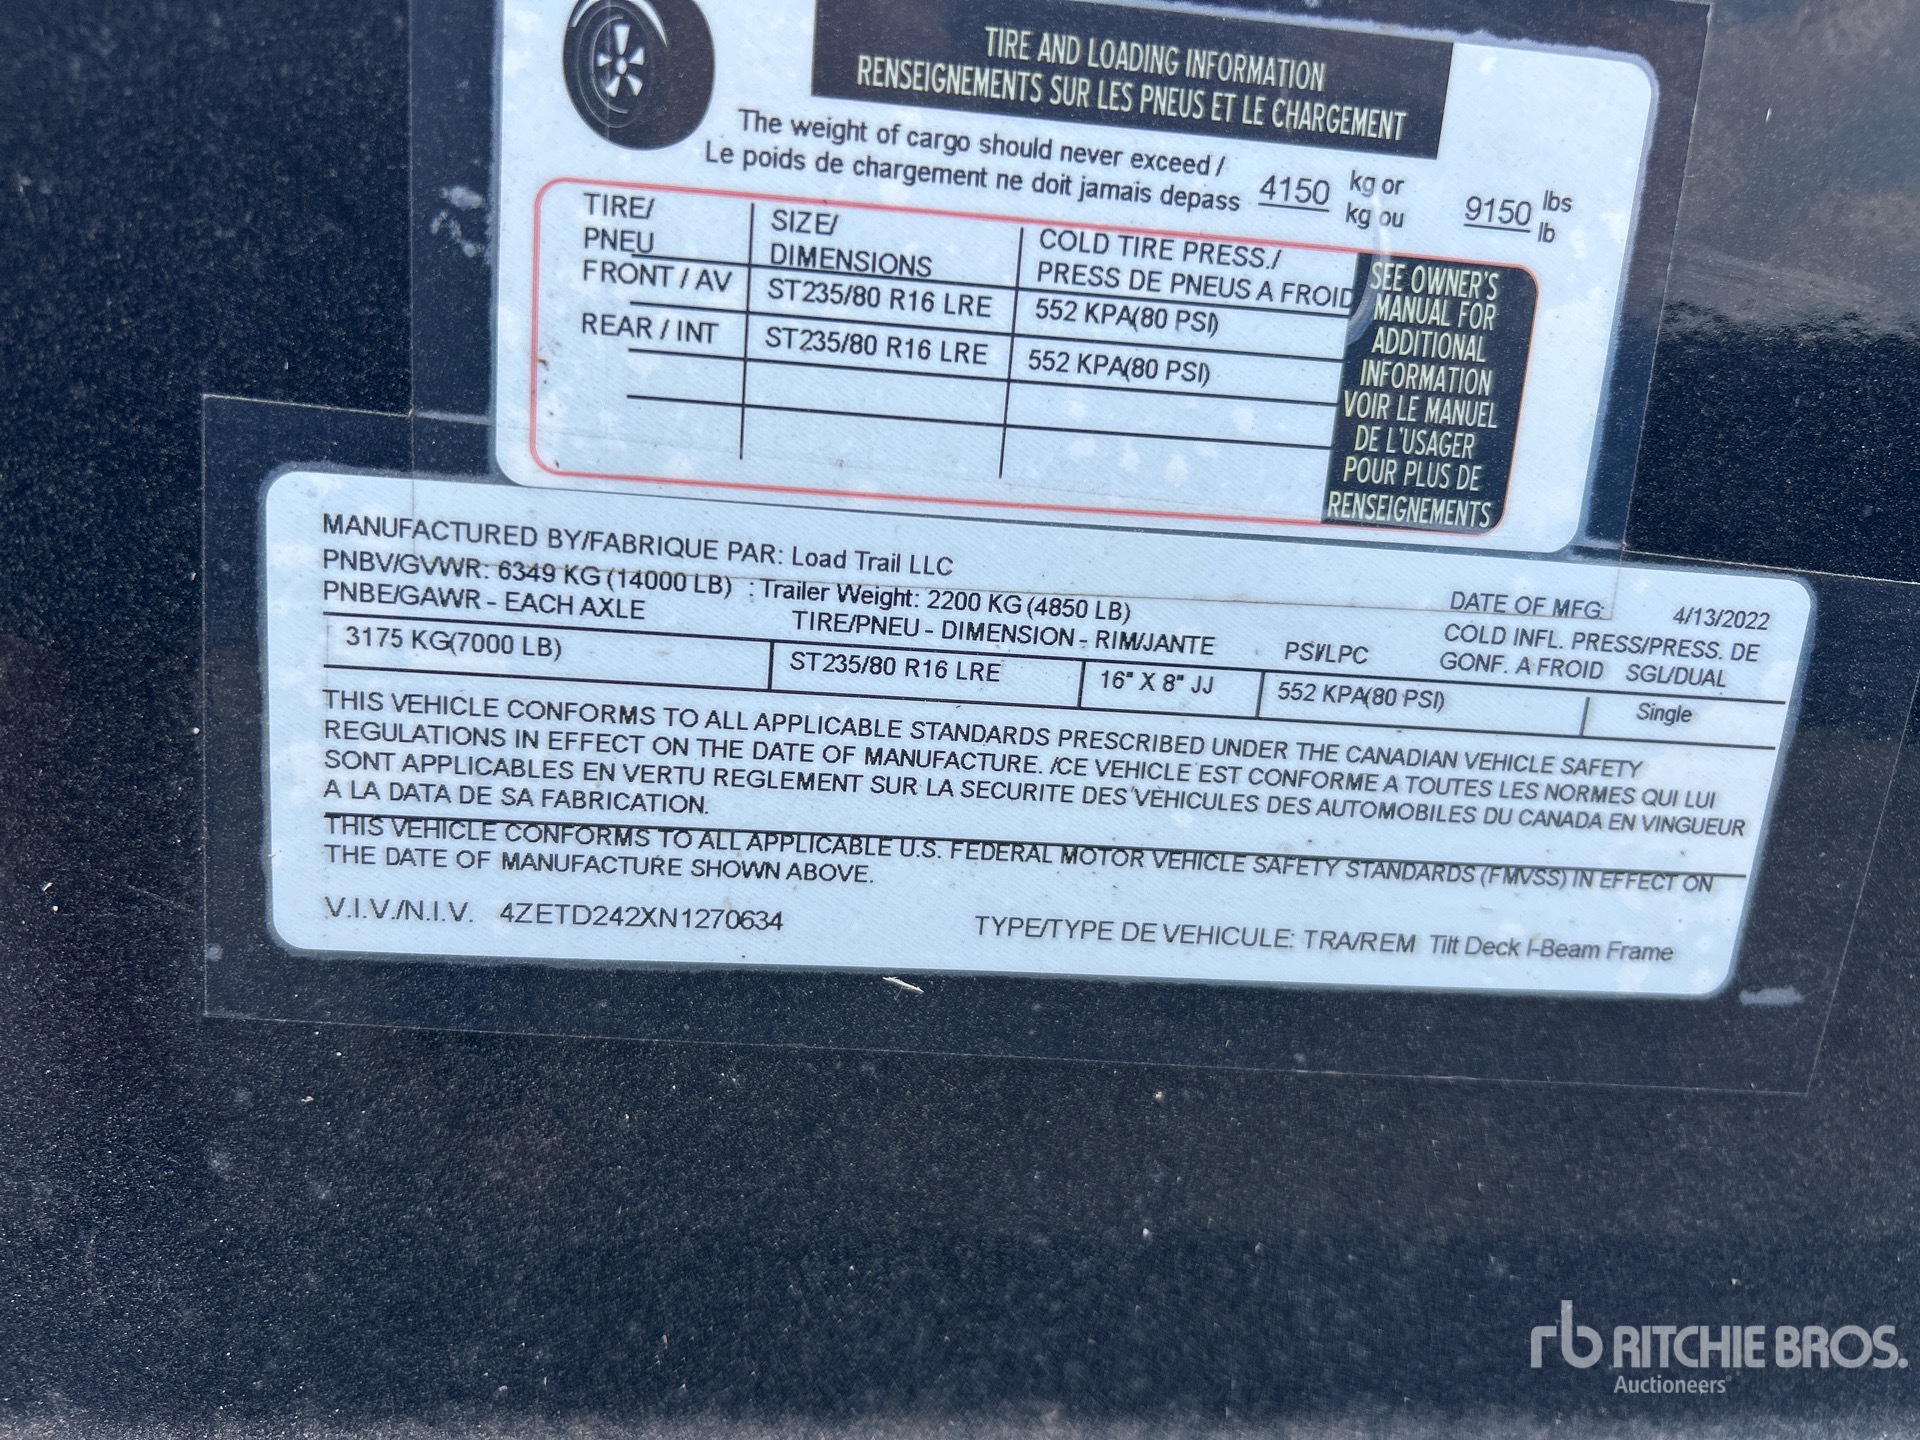 TIRE AND LOADING INFORMATION
RENSEIGNEMENTS SUR LES PNEUS ET LE CHARGEMENT
The weight of cargo should never exceed /
Le poids de chargement ne doit jamais depass 4150 kg or kg ou 9150 lbs lb
TIRE/ PNEU SIZE/ DIMENSIONS COLD TIRE PRESS./ PRESS DE PNEUS A FROID
FRONT / AV ST235/80 R16 LRE 552 KPA(80 PSI)
REAR / INT ST235/80 R16 LRE 552 KPA(80 PSI)
SEE OWNER'S
MANUAL FOR
ADDITIONAL
INFORMATION
VOIR LE MANUEL
DE L'USAGER
POUR PLUS DE
RENSEIGNEMENTS
MANUFACTURED BY/FABRIQUE PAR: Load Trail LLC
PNBV/GVWR: 6349 KG (14000 LB) : Trailer Weight: 2200 KG (4850 LB) DATE OF MFG: 4/13/2022
PNBE/GAWR - EACH AXLE TIRE/PNEU - DIMENSION - RIM/JANTE PSI/LPC COLD INFL. PRESS/PRESS. DE
GONF. A FROID SGL/DUAL
3175 KG(7000 LB) ST235/80 R16 LRE 16" X 8" JJ 552 KPA(80 PSI) Single
THIS VEHICLE CONFORMS TO ALL APPLICABLE STANDARDS PRESCRIBED UNDER THE CANADIAN VEHICLE SAFETY
REGULATIONS IN EFFECT ON THE DATE OF MANUFACTURE. /CE VEHICLE EST CONFORME A TOUTES LES NORMES QUI LUI
SONT APPLICABLES EN VERTU REGLEMENT SUR LA SECURITE DES VEHICULES DES AUTOMOBILES DU CANADA EN VINGUEUR
A LA DATA DE SA FABRICATION.
THIS VEHICLE CONFORMS TO ALL APPLICABLE U.S. FEDERAL MOTOR VEHICLE SAFETY STANDARDS (FMVSS) IN EFFECT ON
THE DATE OF MANUFACTURE SHOWN ABOVE.
V.I.V./N.I.V. 4ZETD242XN1270634 TYPE/TYPE DE VEHICULE: TRA/REM Tilt Deck I-Beam Frame
rb RITCHIE BROS.
Auctioneers